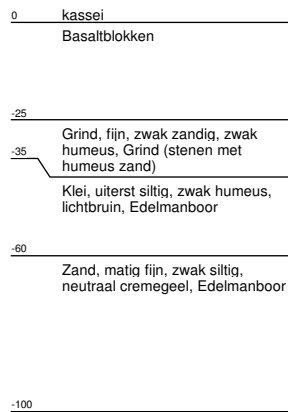 0 kassei
Basaltblokken
-25
Grind, fijn, zwak zandig, zwak
humeus, Grind (stenen met
-35
humeus zand)
Klei, uiterst siltig, zwak humeus,
lichtbruin, Edelmanboor
-60
Zand, matig fijn, zwak siltig,
neutraal cremegeel, Edelmanboor
-100